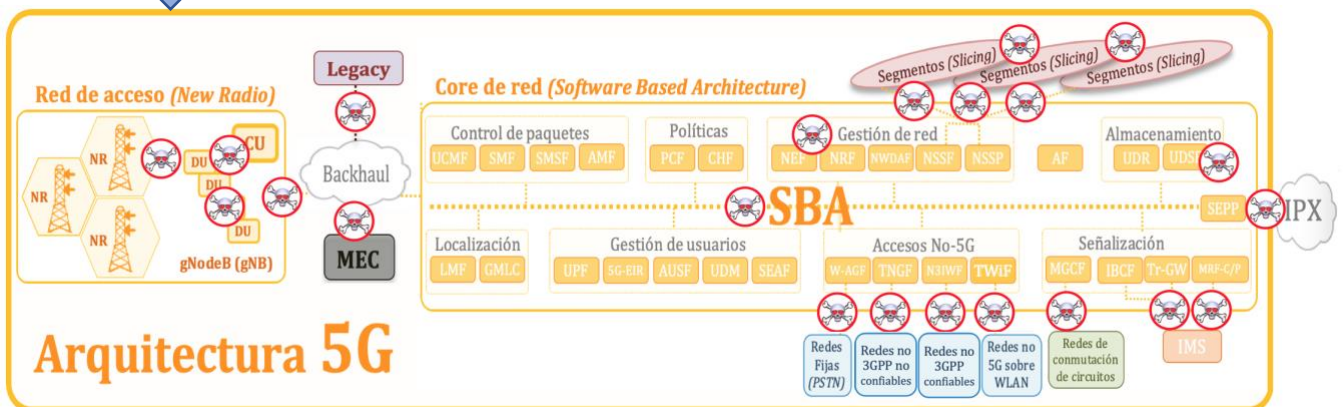 Segmentos (Slicing)
Segmentos (Slicing)
Segmentos (Slicing)
Legacy
Red de acceso (New Radio)
Core de red (Software Based Architecture)
NR
NR
NR
CU
DU
DU
DU
gNodeB (gNB)
Backhaul
MEC
Control de paquetes
UCMF SMF SMSF AMF
Políticas
PCF CHF
Gestión de red
NEF NRF NWDAF NSSF NSSP
AF
Almacenamiento
UDR
SBA
SEPP
IPX
Localización
LMF GMLC
Gestión de usuarios
UPF 5G-EIR AUSF UDM SEAF
Accesos No-5G
W-AGF TNGF N3IWF TWiF
Señalización
MGCF IBCF Tr-GW MRF-C/P
Redes
Fijas
(PSTN)
Redes no
3GPP no
confiables
Redes no
3GPP
confiables
Redes no
5G sobre
WLAN
Redes de
conmutación
de circuitos
IMS
Arquitectura 5G